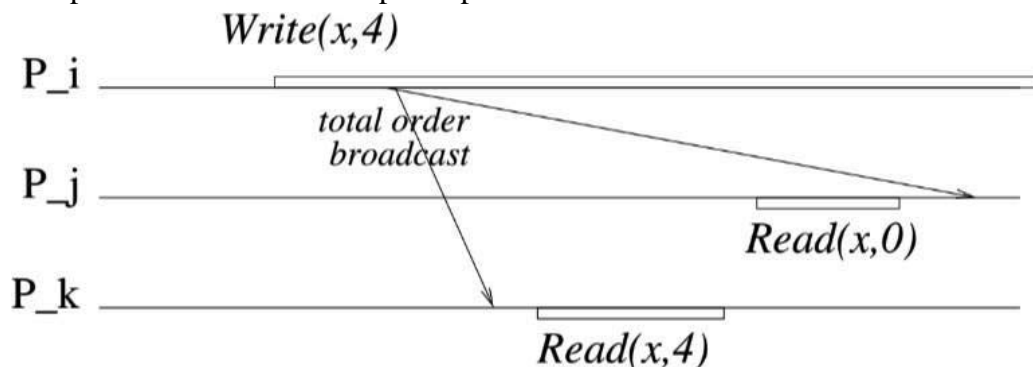 Write(x,4)
P_i
total order
broadcast
P_j
Read(x,0)
P_k
Read(x,4)